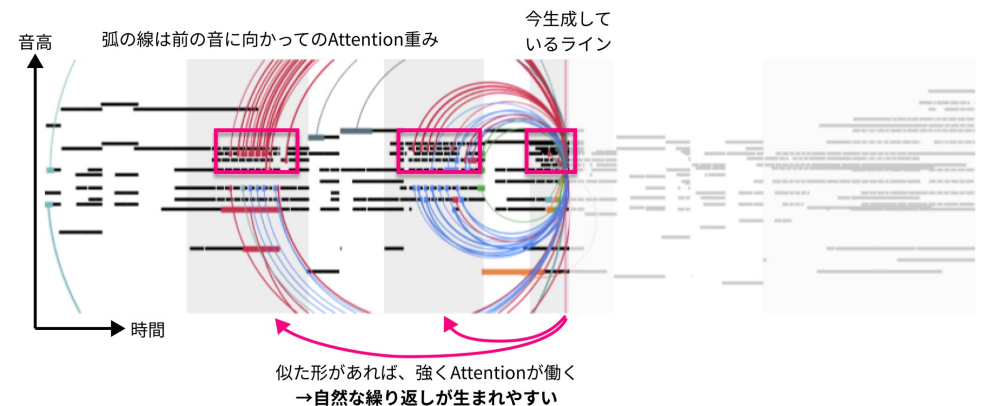 今生成して
いるライン
音高
弧の線は前の音に向かってのAttention重み
時間
似た形があれば、強くAttentionが働く
→自然な繰り返しが生まれやすい